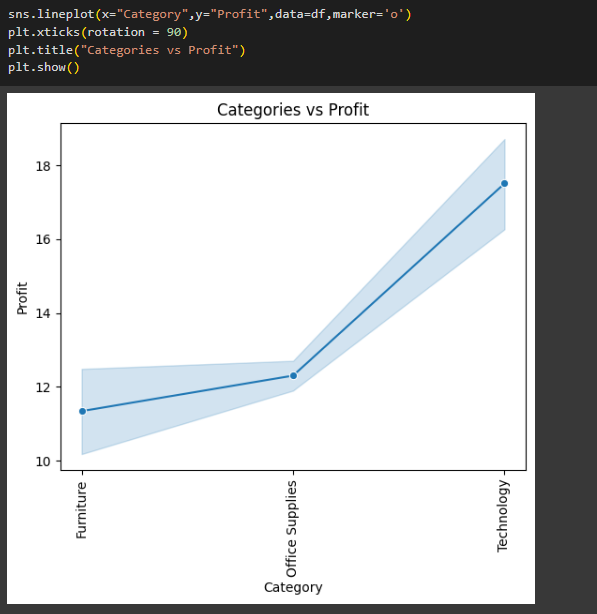 sns.lineplot(x="Category",y="Profit",data=df,marker='o')
plt.xticks(rotation = 90)
plt.title("Categories vs Profit")
plt.show()
Categories vs Profit
18
16
14
12
10
Profit
Furniture
Office Supplies
Technology
Category